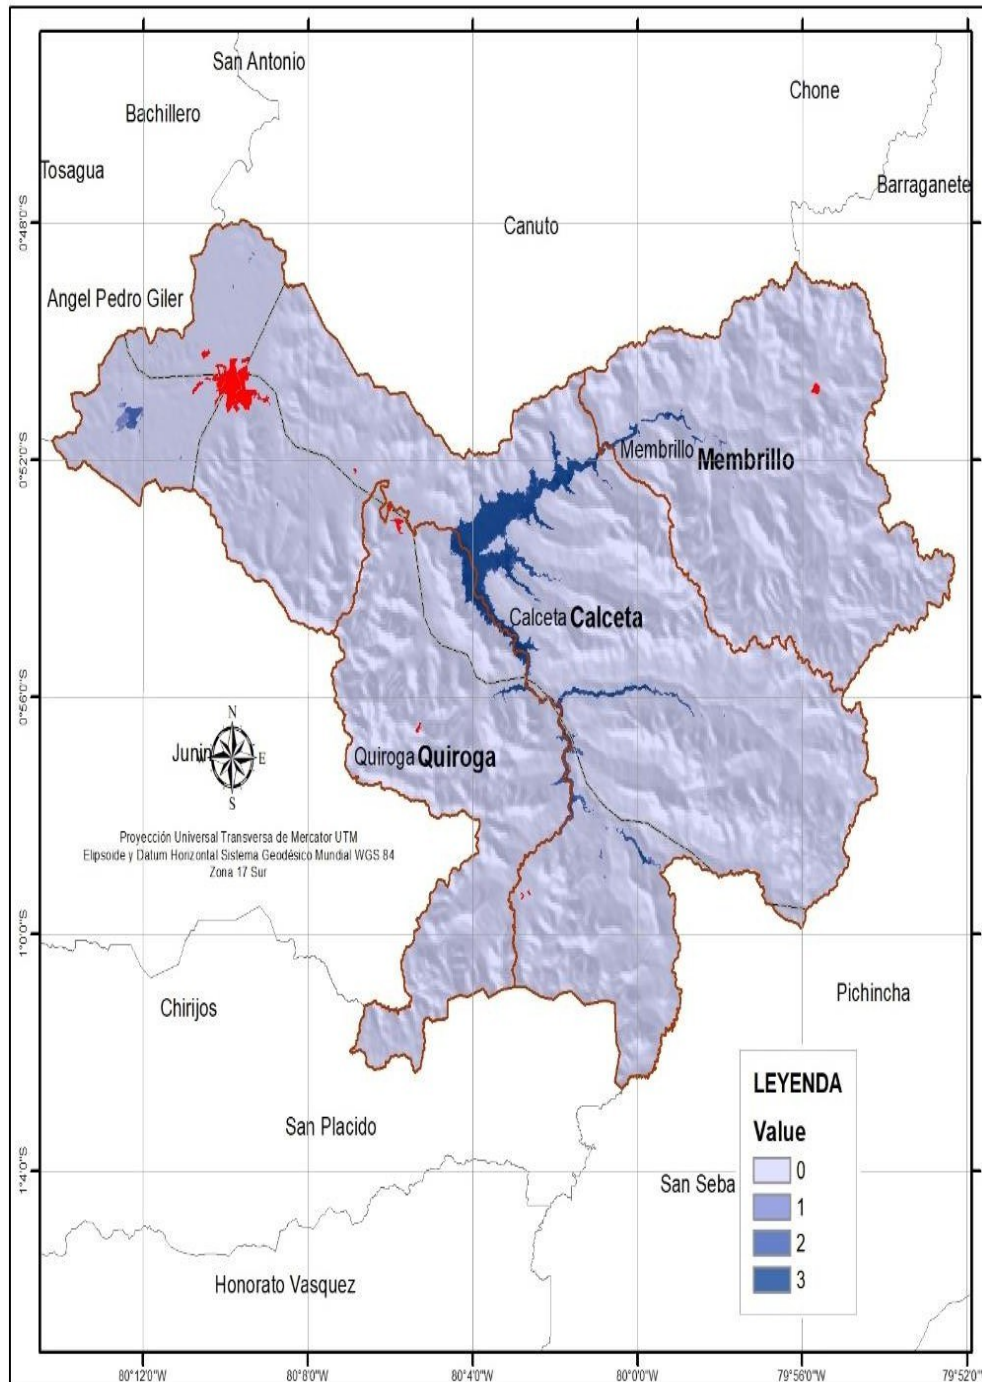 San Antonio
Chone
Bachillero
Tosagua
Barraganete
0°48'0"S
Canuto
Angel Pedro Giler
0°52'0"S
Membrillo Membrillo
Calceta Calceta
0°56'0"S
N
Junin
W E
S
Quiroga Quiroga
Proyección Universal Transversa de Mercator UTM
Elipsoide y Datum Horizontal Sistema Geodésico Mundial WGS 84
Zona 17 Sur
1°0'0"S
Chirijos
Pichincha
LEYENDA
Value
0
1
2
3
San Placido
1°4'0"S
San Seba
Honorato Vasquez
80°12'0"W 80°8'0"W 80°4'0"W 80°0'0"W 79°56'0"W 79°52'0"W